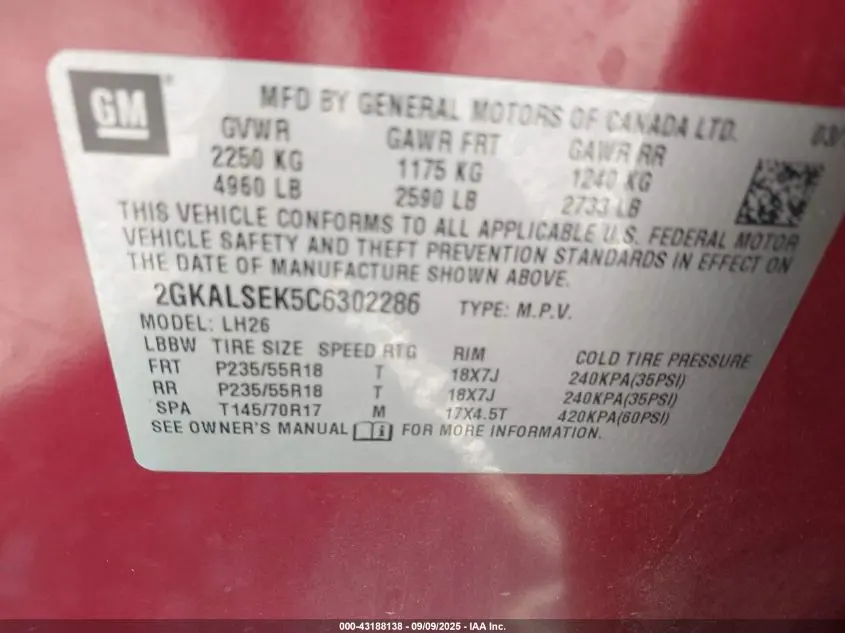 GM
MFD BY GENERAL MOTORS OF CANADA LTD.
03/
GVWR GAWR FRT GAWR RR
2250 KG 1175 KG 1240 KG
4960 LB 2590 LB 2733 LB
THIS VEHICLE CONFORMS TO ALL APPLICABLE U.S. FEDERAL MOTOR
VEHICLE SAFETY AND THEFT PREVENTION STANDARDS IN EFFECT ON
THE DATE OF MANUFACTURE SHOWN ABOVE.
2GKALSEK5C6302286 TYPE: M.P.V.
MODEL: LH26
LBBW TIRE SIZE SPEED RTG RIM COLD TIRE PRESSURE
FRT P235/55R18 T 18X7J 240KPA(35PSI)
RR P235/55R18 T 18X7J 240KPA(35PSI)
SPA T145/70R17 M 17X4.5T 420KPA(60PSI)
SEE OWNER'S MANUAL FOR MORE INFORMATION.
000-43188138 - 09/09/2025 - IAA Inc.